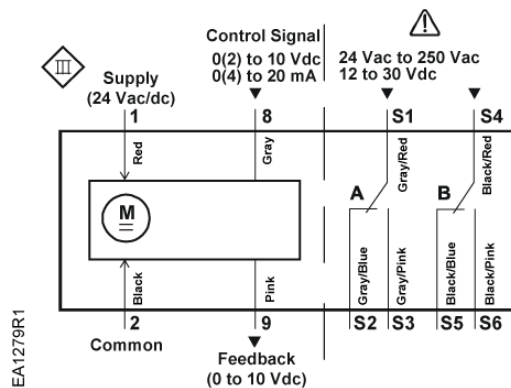 Control Signal
0(2) to 10 Vdc
0(4) to 20 mA
24 Vac to 250 Vac
12 to 30 Vdc
III
Supply
(24 Vac/dc)
1
8
S1
S4
Red
Gray
Gray/Red
Black/Red
A
B
M
Black
Pink
Gray/Blue
Gray/Pink
Black/Blue
Black/Pink
2
9
S2
S3
S5
S6
Common
Feedback
(0 to 10 Vdc)
EA1279R1